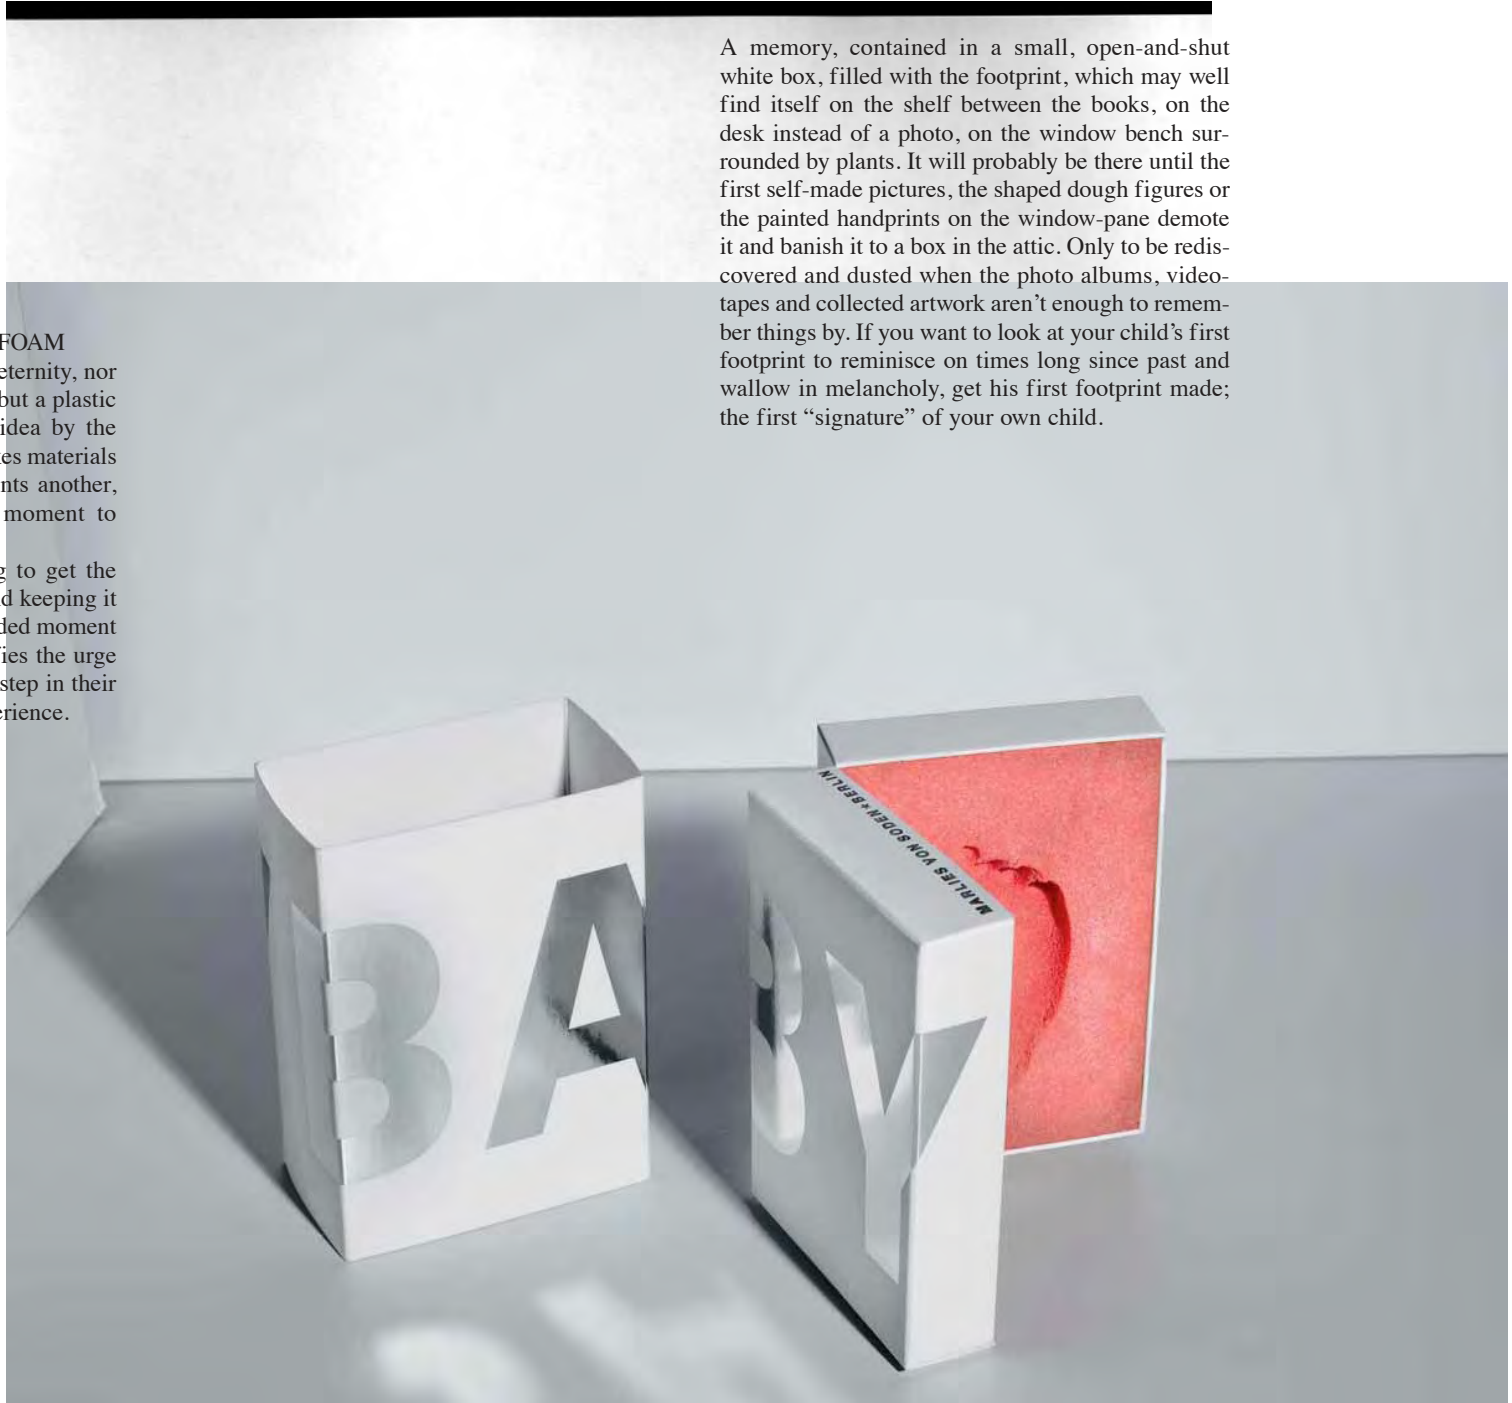 FOAM
eternity, nor
but a plastic
idea by the
es materials
nts another,
moment to
g to get the
d keeping it
ded moment
ies the urge
step in their
erience.
A memory, contained in a small, open-and-shut
white box, filled with the footprint, which may well
find itself on the shelf between the books, on the
desk instead of a photo, on the window bench sur-
rounded by plants. It will probably be there until the
first self-made pictures, the shaped dough figures or
the painted handprints on the window-pane demote
it and banish it to a box in the attic. Only to be redis-
covered and dusted when the photo albums, video-
tapes and collected artwork aren’t enough to remem-
ber things by. If you want to look at your child’s first
footprint to reminisce on times long since past and
wallow in melancholy, get his first footprint made;
the first “signature” of your own child.
BA
BY
MARLIES VON SODEN×BERLIN